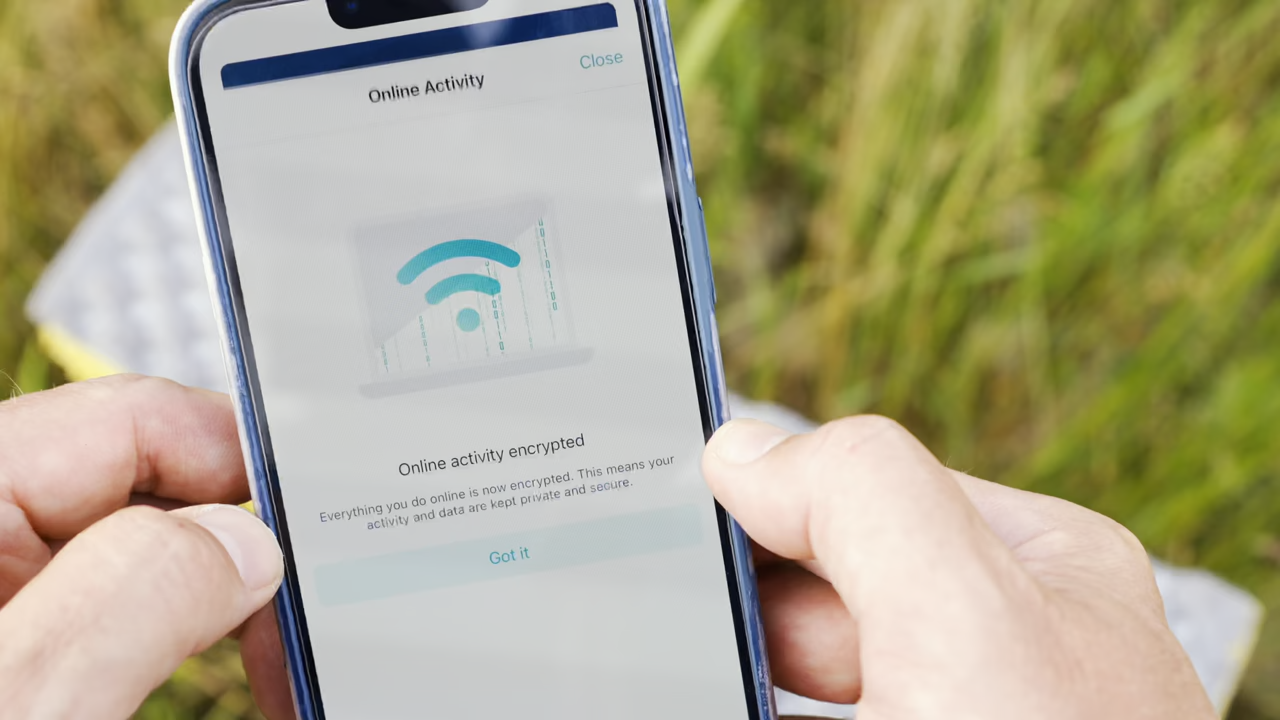 Online Activity
Close
Online activity encrypted
Everything you do online is now encrypted. This means your
activity and data are kept private and secure.
Got it